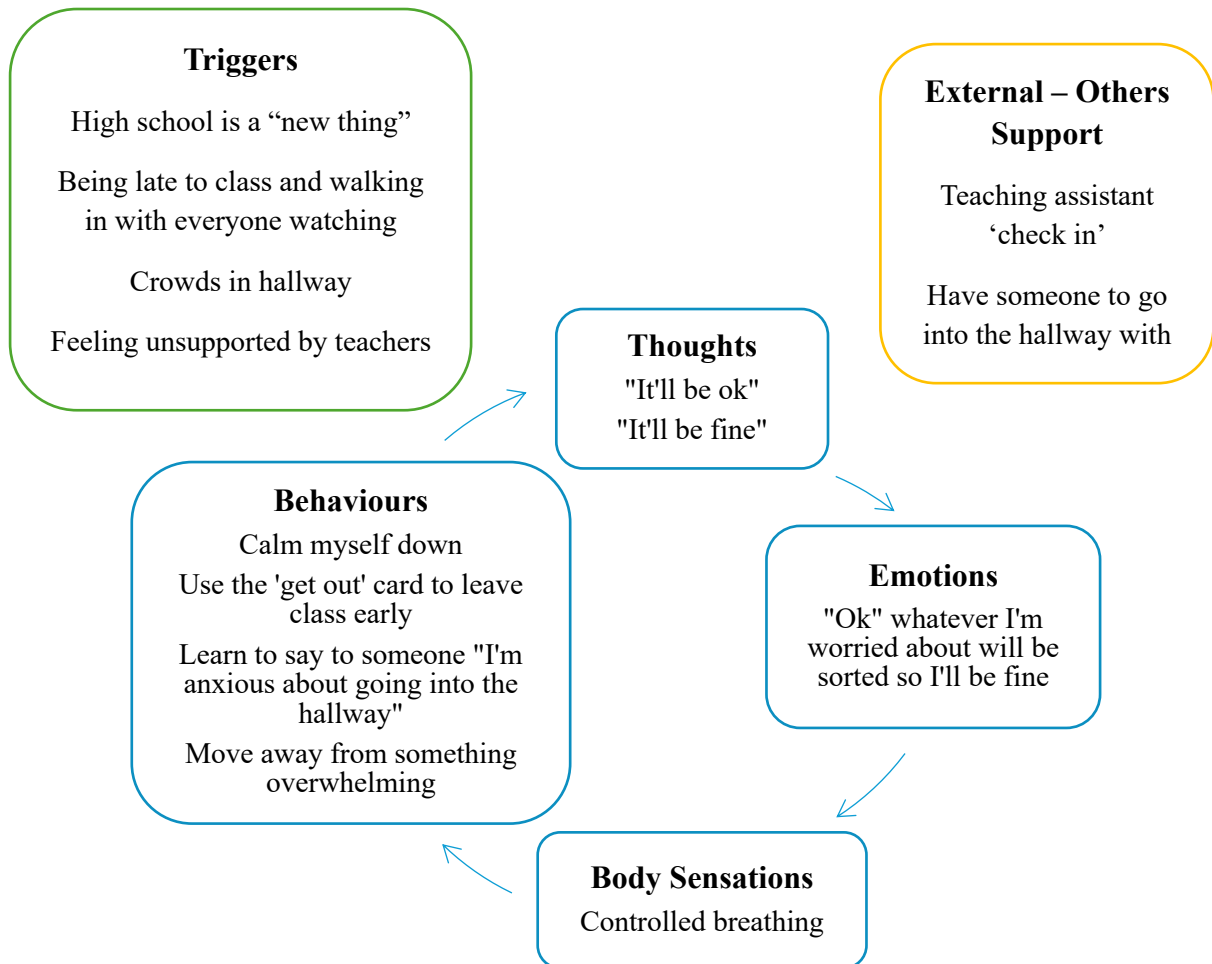 Triggers
High school is a “new thing”
Being late to class and walking
in with everyone watching
Crowds in hallway
Feeling unsupported by teachers
External – Others
Support
Teaching assistant
‘check in’
Have someone to go
into the hallway with
Thoughts
"It'll be ok"
"It'll be fine"
Emotions
"Ok" whatever I'm
worried about will be
sorted so I'll be fine
Body Sensations
Controlled breathing
Behaviours
Calm myself down
Use the 'get out' card to leave
class early
Learn to say to someone "I'm
anxious about going into the
hallway"
Move away from something
overwhelming